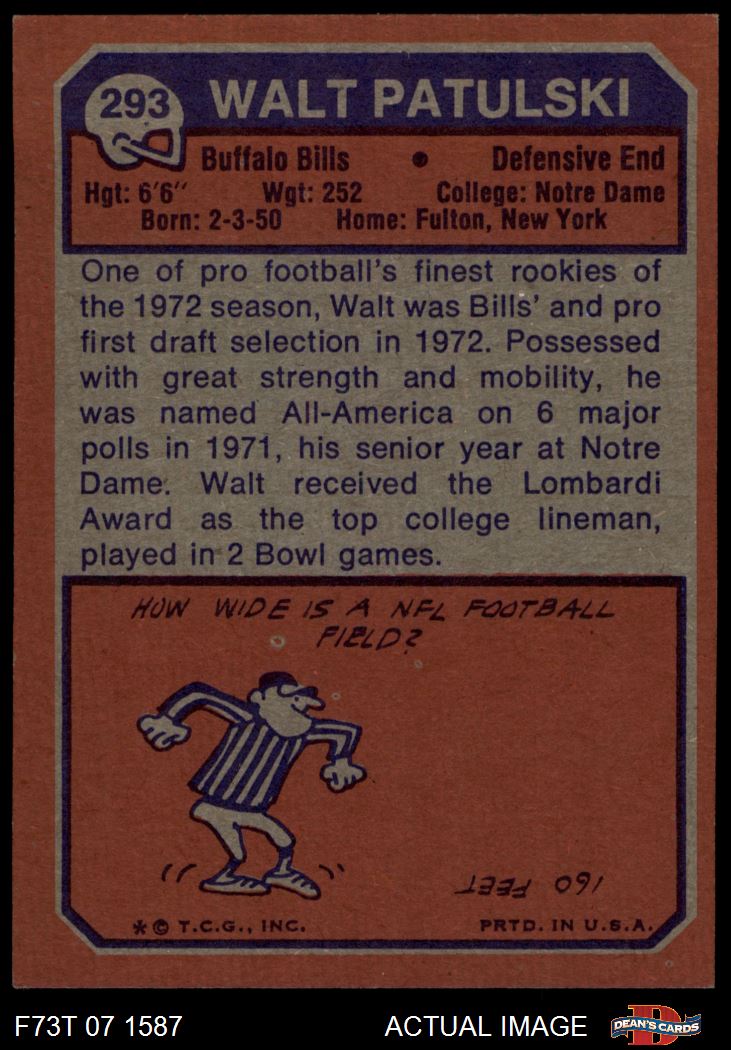 293 WALT PATULSKI
Buffalo Bills • Defensive End
Hgt: 6'6" Wgt: 252 College: Notre Dame
Born: 2-3-50 Home: Fulton, New York
One of pro football's finest rookies of
the 1972 season, Walt was Bills' and pro
first draft selection in 1972. Possessed
with great strength and mobility, he
was named All-America on 6 major
polls in 1971, his senior year at Notre
Dame. Walt received the Lombardi
Award as the top college lineman,
played in 2 Bowl games.
HOW WIDE IS A NFL FOOTBALL
FIELD?
160 FEET
* © T.C.G., INC. PRTD. IN U.S.A.
F73T 07 1587 ACTUAL IMAGE D DEAN'S CARDS